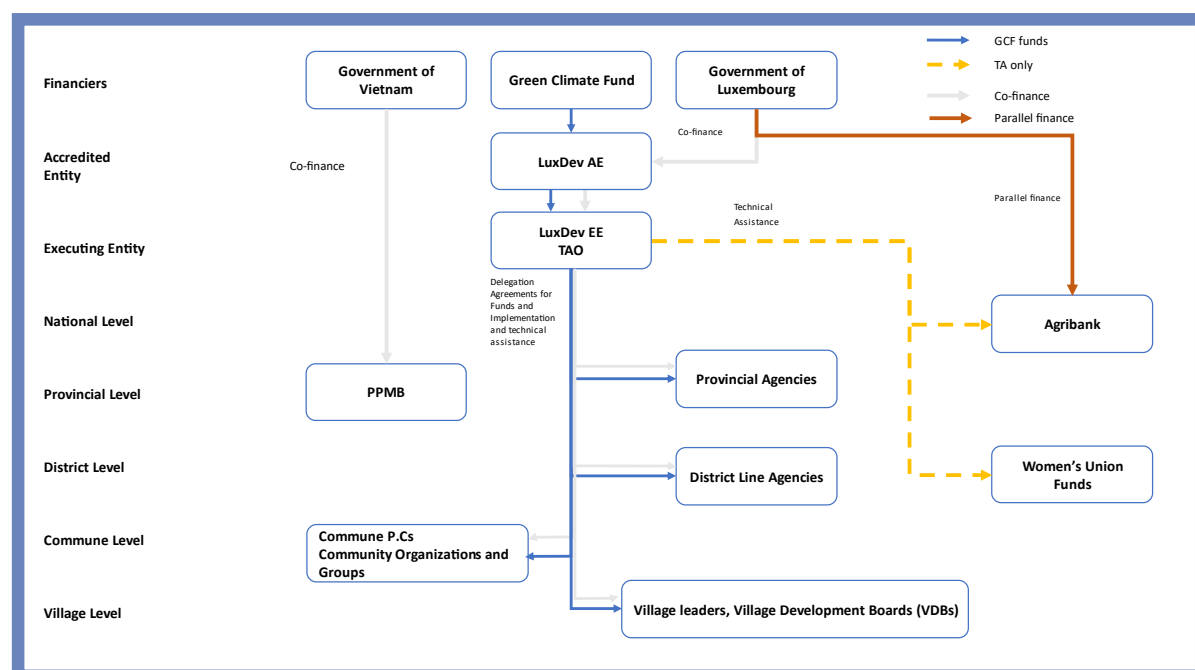 Financiers
Government of
Vietnam
Green Climate Fund
Government of
Luxembourg
GCF funds
TA only
Co-finance
Parallel finance
Accredited
Entity
Co-finance
LuxDev AE
Co-finance
Executing Entity
LuxDev EE
TAO
Technical
Assistance
Parallel finance
Delegation
Agreements for
Funds and
Implementation
and technical
assistance
National Level
Agribank
Provincial Level
PPMB
Provincial Agencies
District Level
District Line Agencies
Women's Union
Funds
Commune Level
Commune P.Cs
Community Organizations and
Groups
Village Level
Village leaders, Village Development Boards (VDBs)